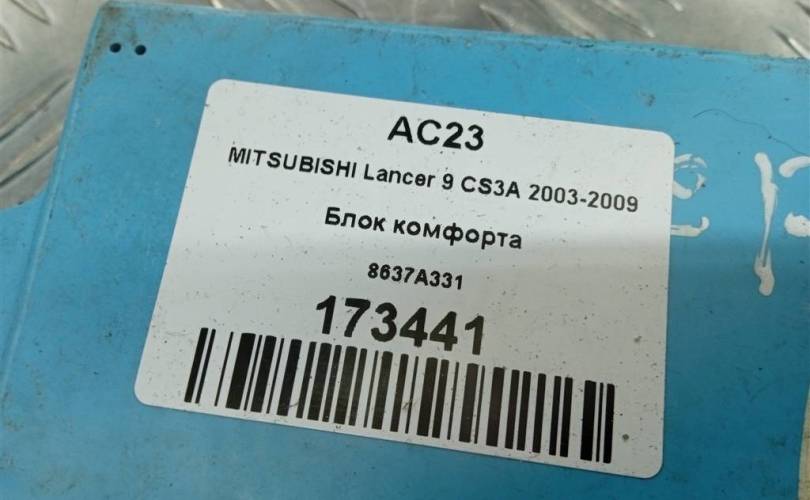 AC23
MITSUBISHI Lancer 9 CS3A 2003-2009
Блок комфорта
8637A331
173441